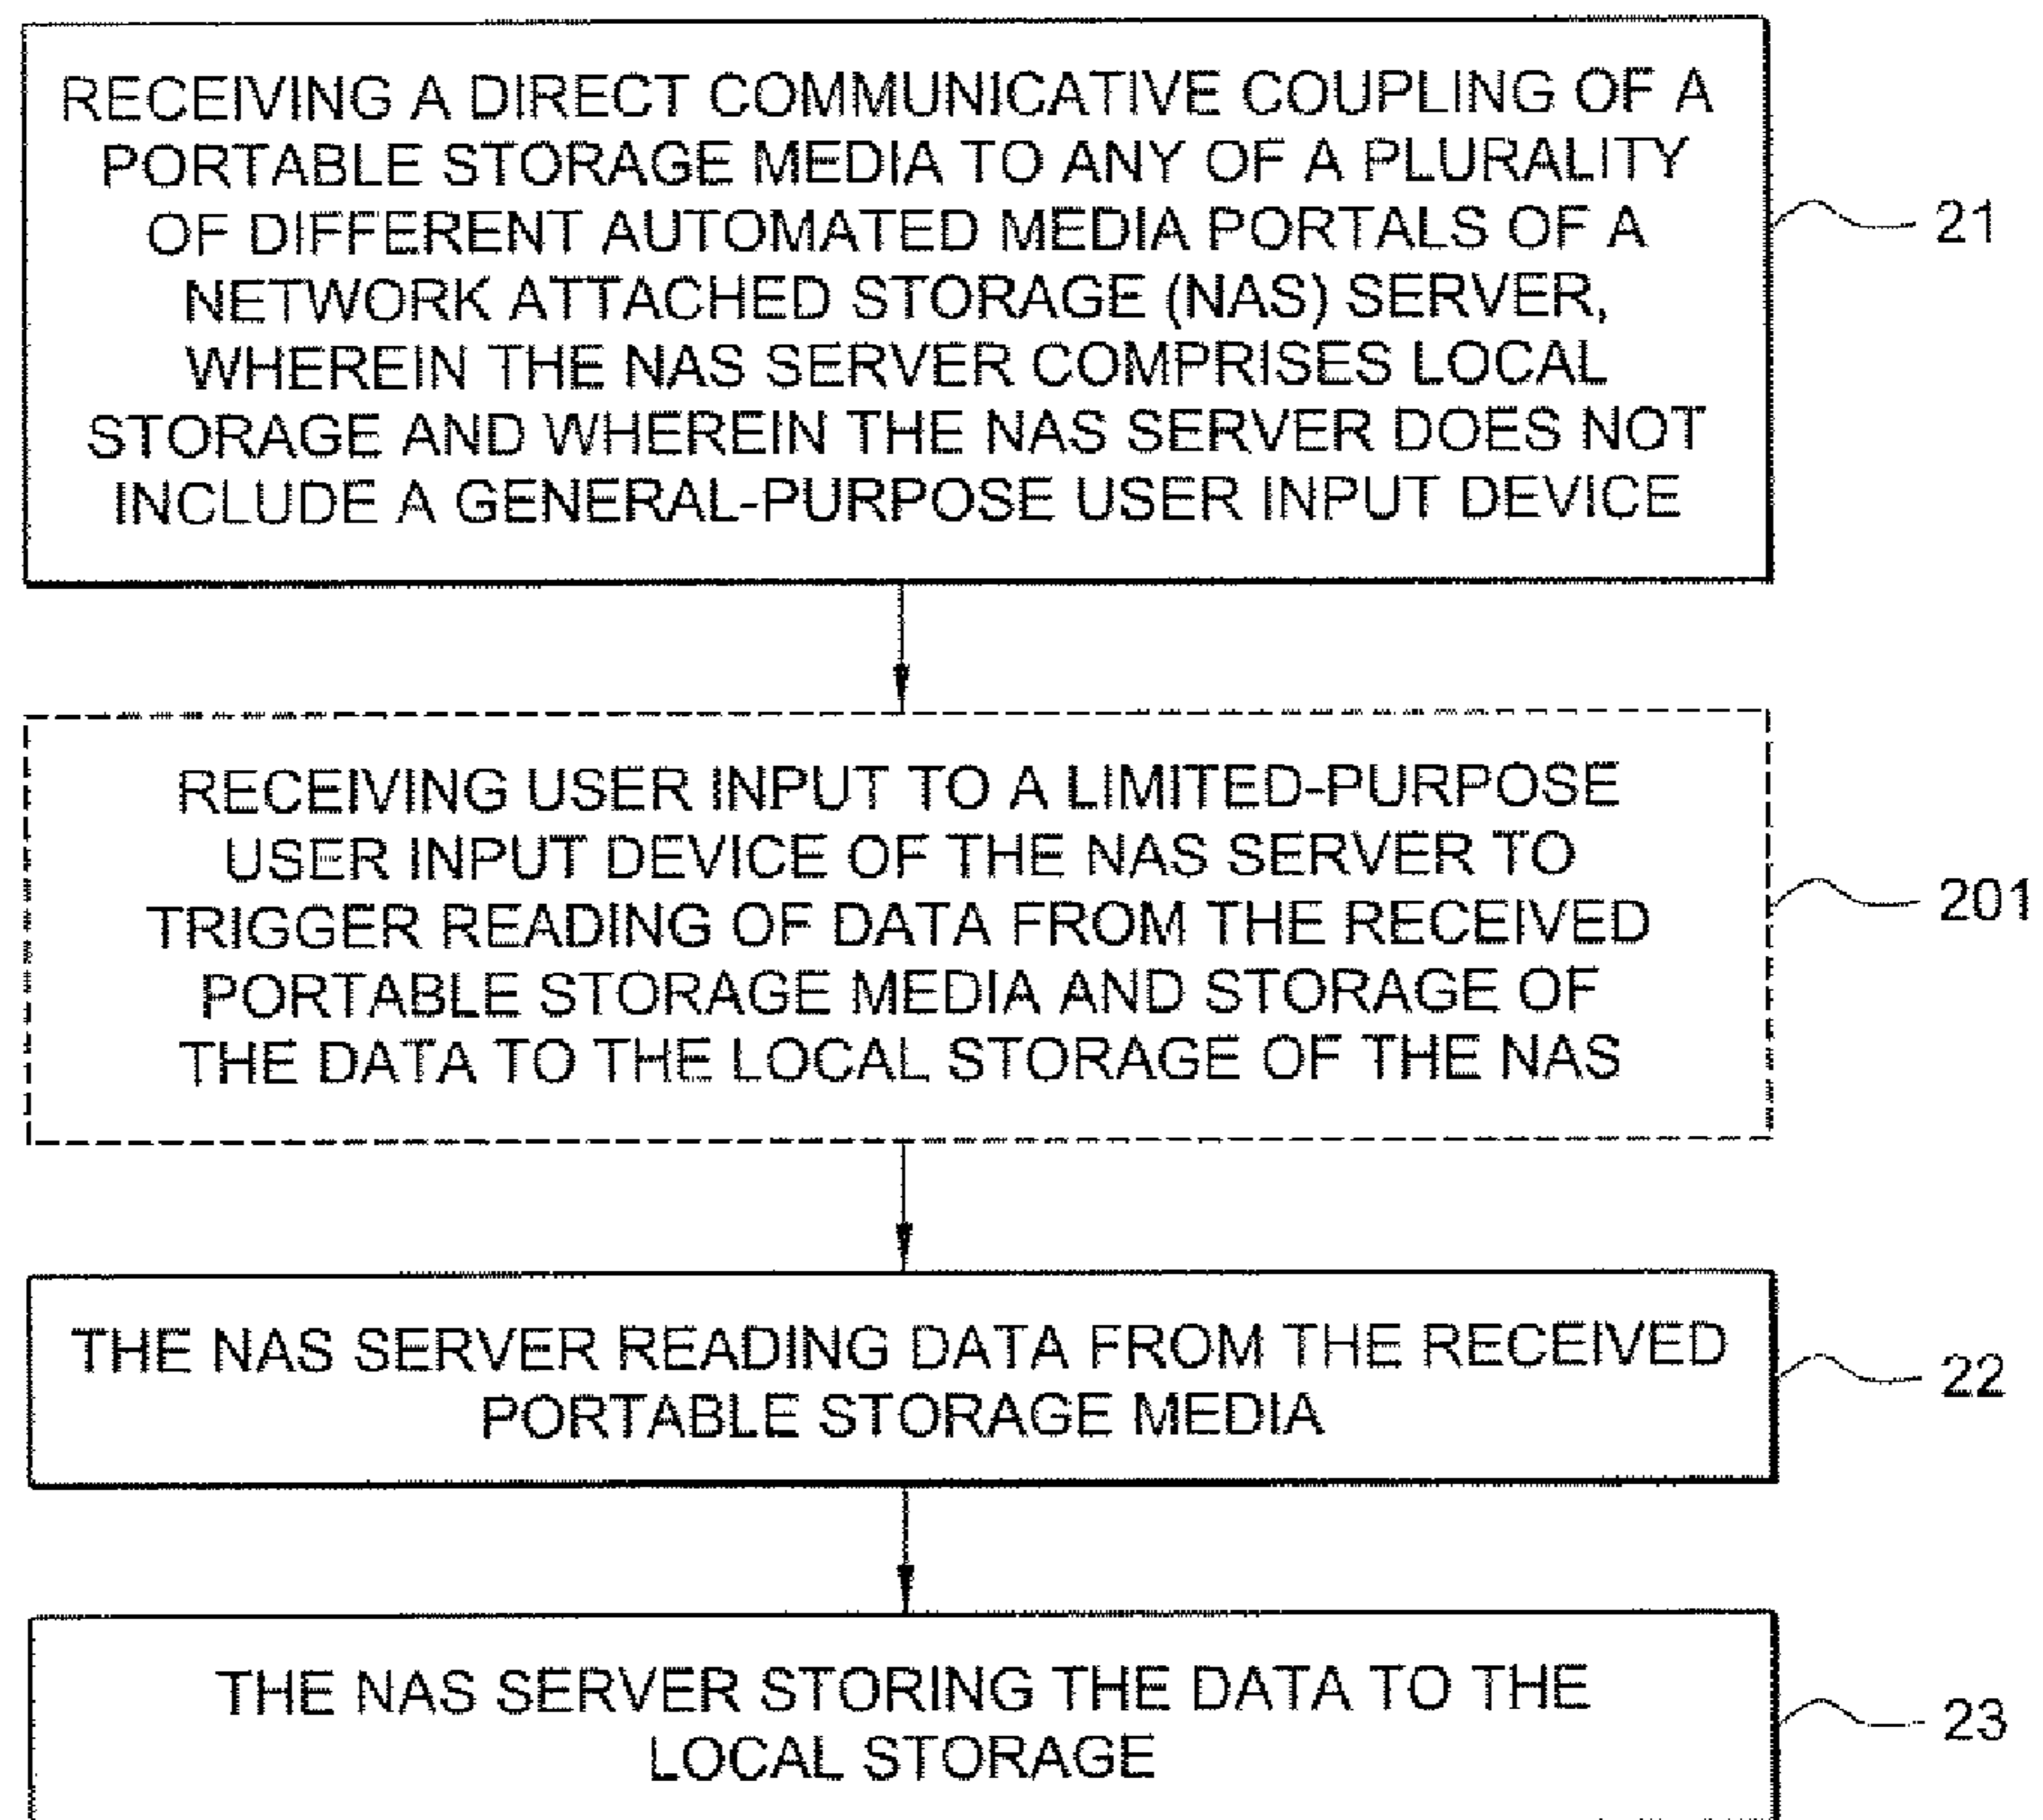 RECEIVING A DIRECT COMMUNICATIVE COUPLING OF A
PORTABLE STORAGE MEDIA TO ANY OF A PLURALITY
OF DIFFERENT AUTOMATED MEDIA PORTALS OF A
NETWORK ATTACHED STORAGE (NAS) SERVER,
WHEREIN THE NAS SERVER COMPRISES LOCAL
STORAGE AND WHEREIN THE NAS SERVER DOES NOT
INCLUDE A GENERAL-PURPOSE USER INPUT DEVICE
21
RECEIVING USER INPUT TO A LIMITED-PURPOSE
USER INPUT DEVICE OF THE NAS SERVER TO
TRIGGER READING OF DATA FROM THE RECEIVED
PORTABLE STORAGE MEDIA AND STORAGE OF
THE DATA TO THE LOCAL STORAGE OF THE NAS
201
THE NAS SERVER READING DATA FROM THE RECEIVED
PORTABLE STORAGE MEDIA
22
THE NAS SERVER STORING THE DATA TO THE
LOCAL STORAGE
23